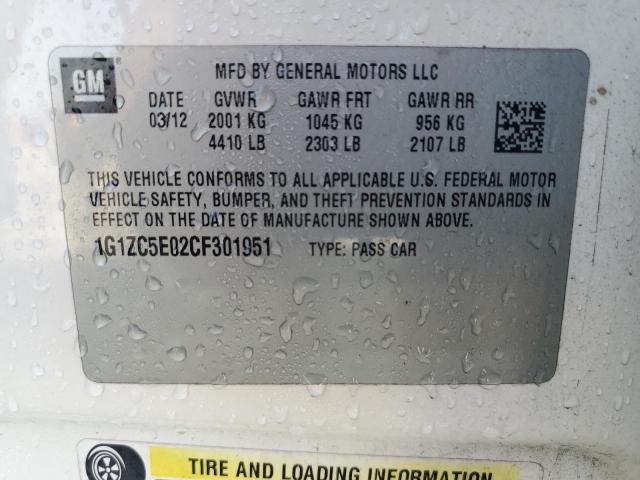 GM
MFD BY GENERAL MOTORS LLC
DATE GVWR GAWR FRT GAWR RR
03/12 2001 KG 1045 KG 956 KG
4410 LB 2303 LB 2107 LB
THIS VEHICLE CONFORMS TO ALL APPLICABLE U.S. FEDERAL MOTOR
VEHICLE SAFETY, BUMPER, AND THEFT PREVENTION STANDARDS IN
EFFECT ON THE DATE OF MANUFACTURE SHOWN ABOVE.
1G1ZC5E02CF301951 TYPE: PASS CAR
TIRE AND LOADING INFORMATION